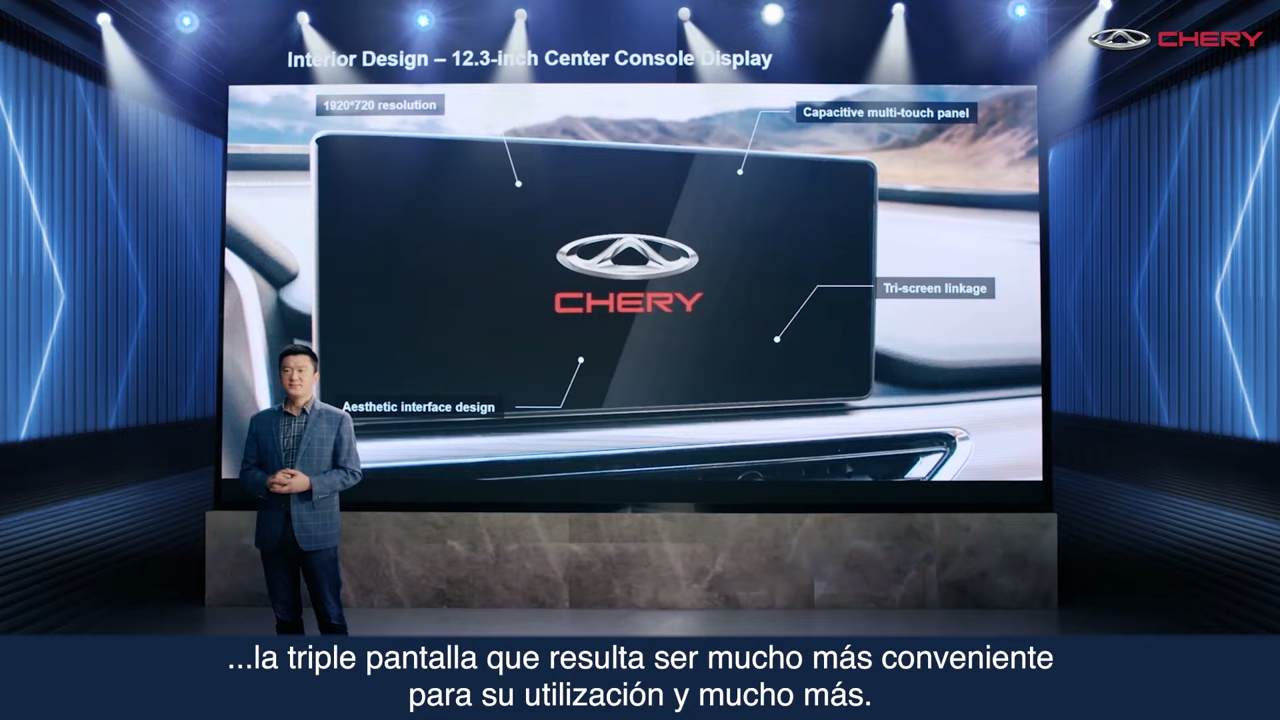 CHERY
Interior Design – 12.3-inch Center Console Display
1920*720 resolution
Capacitive multi-touch panel
CHERY
Tri-screen linkage
Aesthetic interface design
...la triple pantalla que resulta ser mucho más conveniente
para su utilización y mucho más.